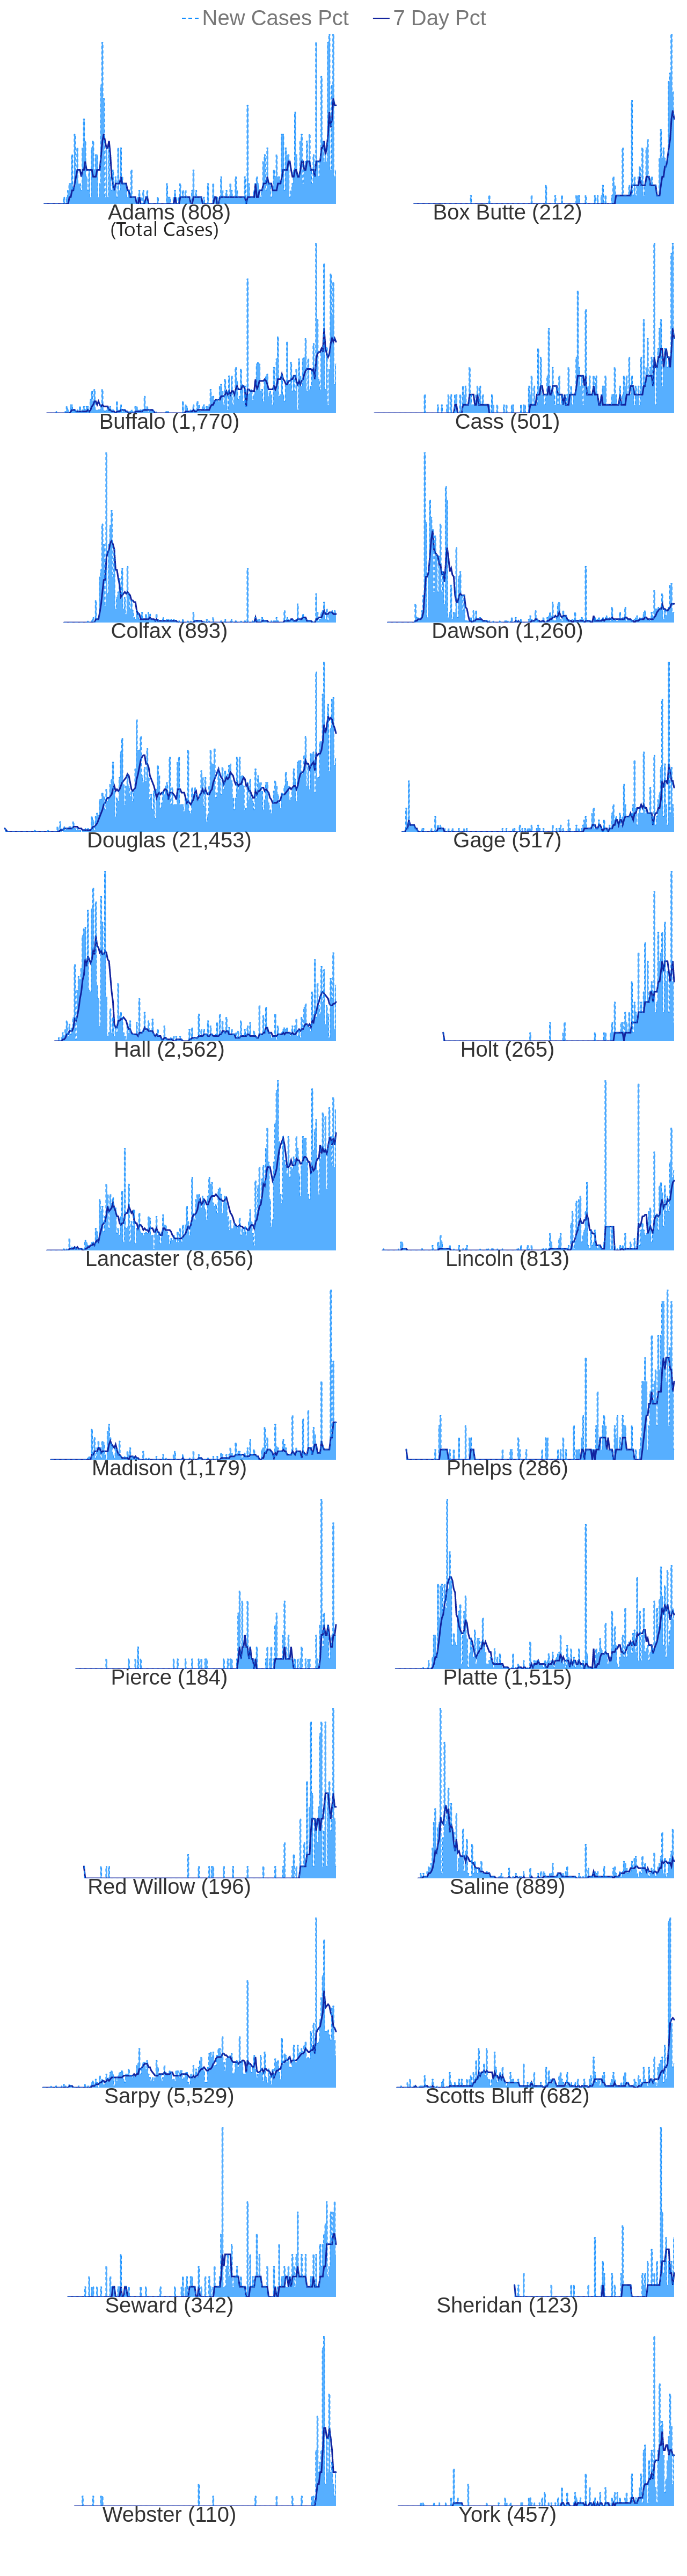 New Cases Pct 7 Day Pct
Adams (808) Box Butte (212)
(Total Cases)
Buffalo (1,770) Cass (501)
Colfax (893) Dawson (1,260)
Douglas (21,453) Gage (517)
Hall (2,562) Holt (265)
Lancaster (8,656) Lincoln (813)
Madison (1,179) Phelps (286)
Pierce (184) Platte (1,515)
Red Willow (196) Saline (889)
Sarpy (5,529) Scotts Bluff (682)
Seward (342) Sheridan (123)
Webster (110) York (457)